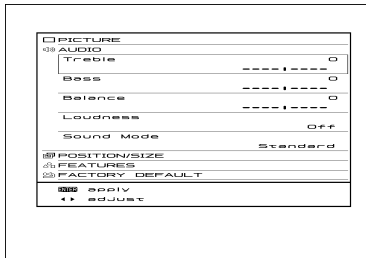 PICTURE
AUDIO
Treble 0
Bass 0
Balance 0
Loudness
Off
Sound Mode
Standard
POSITION/SIZE
FEATURES
FACTORY DEFAULT
ENTER apply
adjust